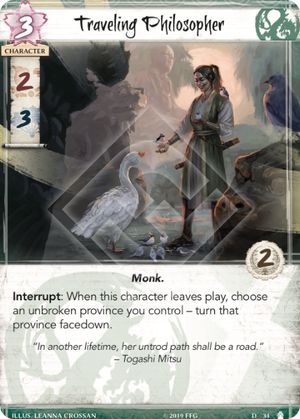 3
Traveling Philosopher
CHARACTER
2
3
2
Monk.
Interrupt: When this character leaves play, choose
an unbroken province you control – turn that
province facedown.
"In another lifetime, her untrod path shall be a road."
– Togashi Mitsu
ILLUS. LEANNA CROSSAN
© 2019 FFG
D 34